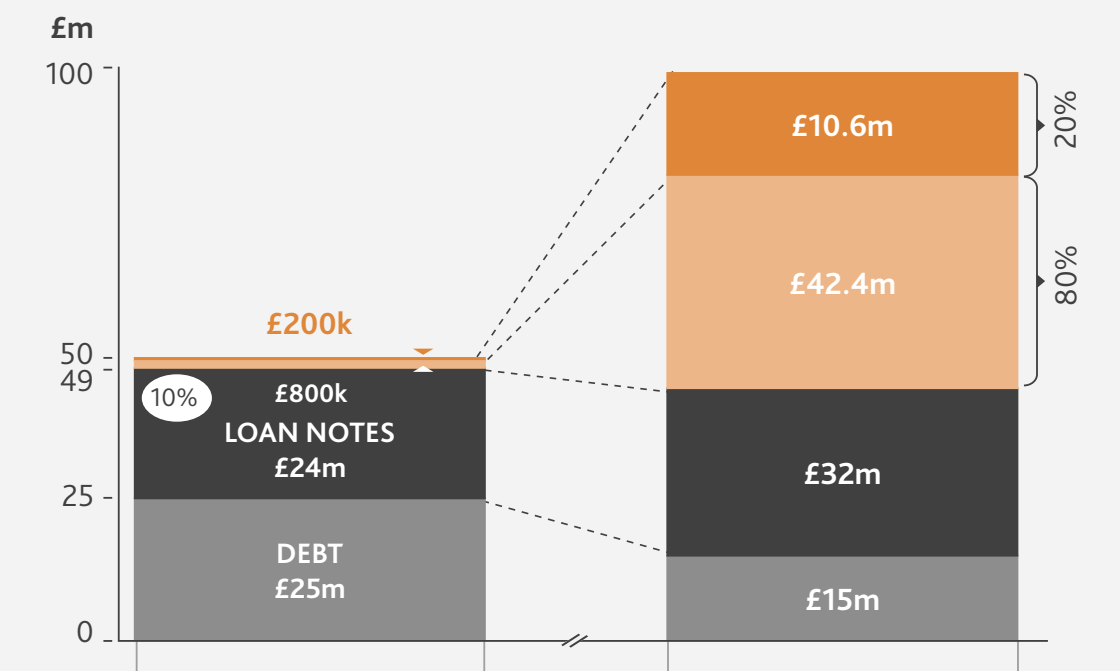 £m
100
50
49
25
0
£200k
10%
£800k
LOAN NOTES
£24m
DEBT
£25m
£10.6m
£42.4m
£32m
£15m
20%
80%